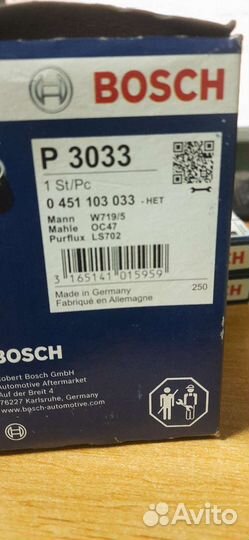 BOSCH
P 3033
1 St/Pc
0 451 103 033 - HET
Mann W719/5
Mahle OC47
Purflux LS702
3 165141 015959
Made in Germany 250
Fabriqué en Allemagne
BOSCH
Robert Bosch GmbH
Automotive Aftermarket
Auf der Breit 4
76227 Karlsruhe, Germany
www.bosch-automotive.com
Avito